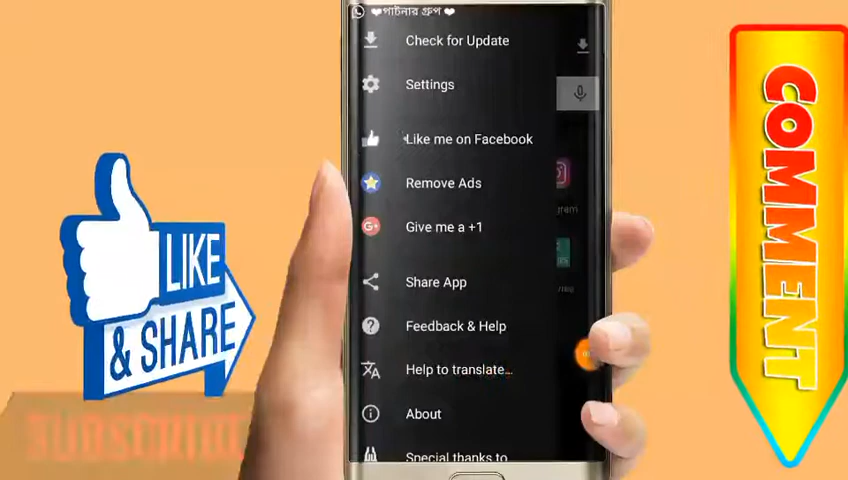 ❤পার্টনার গ্রুপ ❤
Check for Update
Settings
Like me on Facebook
Remove Ads
G+ Give me a +1
Share App
Feedback & Help
Help to translate...
About
Special thanks to
LIKE
& SHARE
SUBSCRIBE
COMMENT